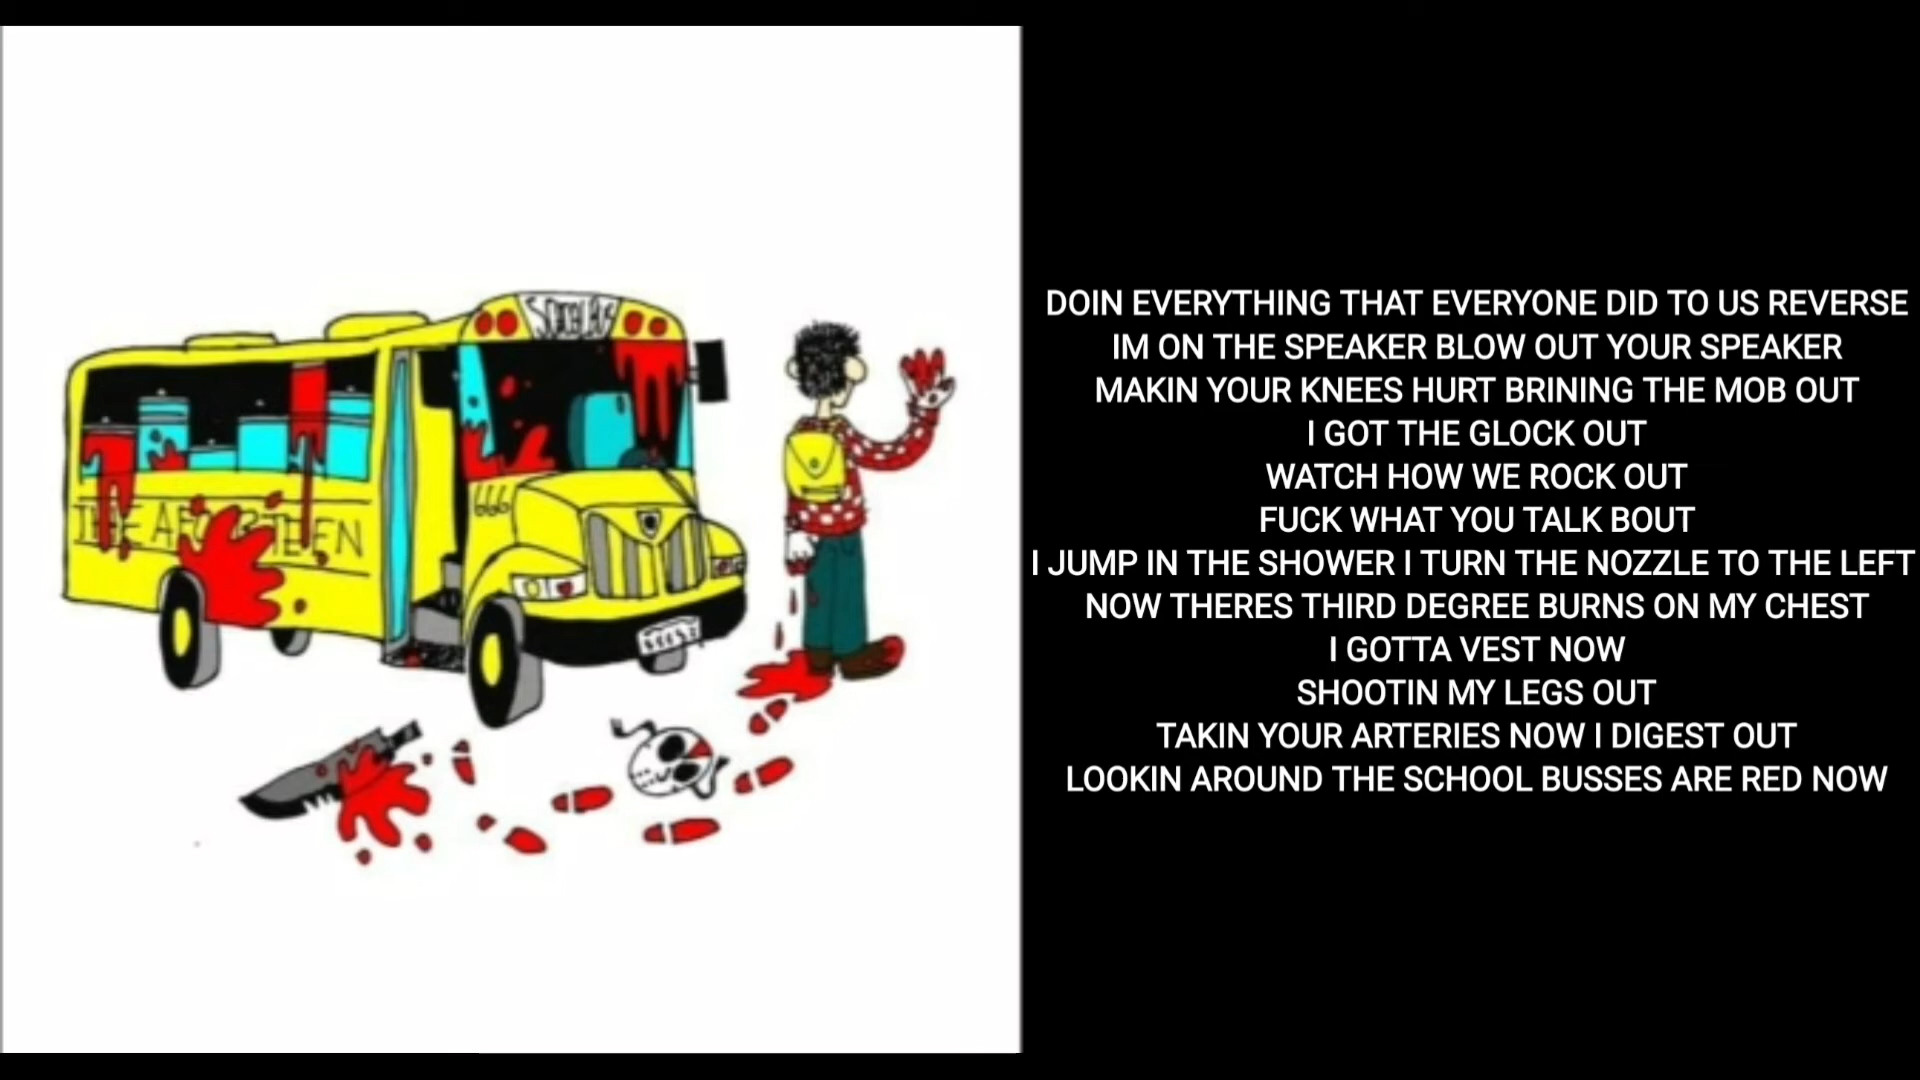 666
DOIN EVERYTHING THAT EVERYONE DID TO US REVERSE
IM ON THE SPEAKER BLOW OUT YOUR SPEAKER
MAKIN YOUR KNEES HURT BRINING THE MOB OUT
I GOT THE GLOCK OUT
WATCH HOW WE ROCK OUT
FUCK WHAT YOU TALK BOUT
I JUMP IN THE SHOWER I TURN THE NOZZLE TO THE LEFT
NOW THERES THIRD DEGREE BURNS ON MY CHEST
I GOTTA VEST NOW
SHOOTIN MY LEGS OUT
TAKIN YOUR ARTERIES NOW I DIGEST OUT
LOOKIN AROUND THE SCHOOL BUSSES ARE RED NOW